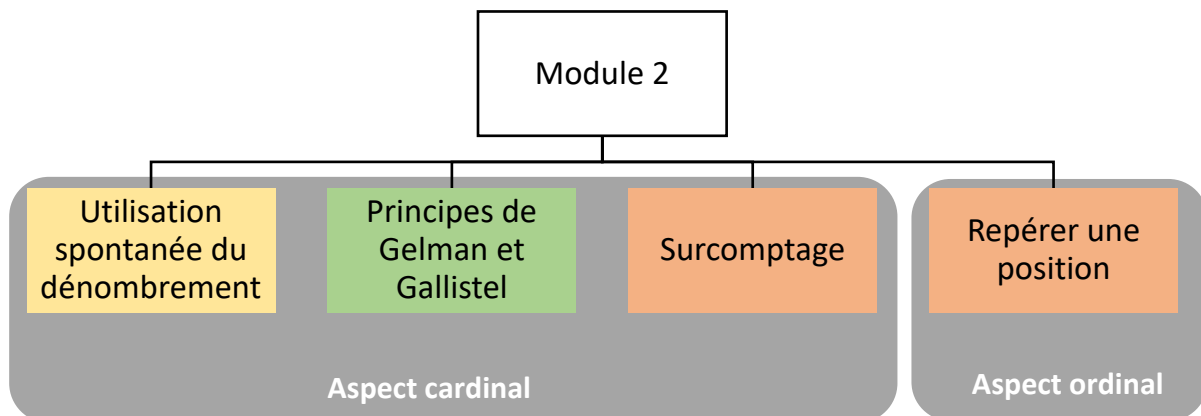 Module 2
Utilisation
spontanée du
dénombrement
Principes de
Gelman et
Gallistel
Surcomptage
Repérer une
position
Aspect cardinal
Aspect ordinal